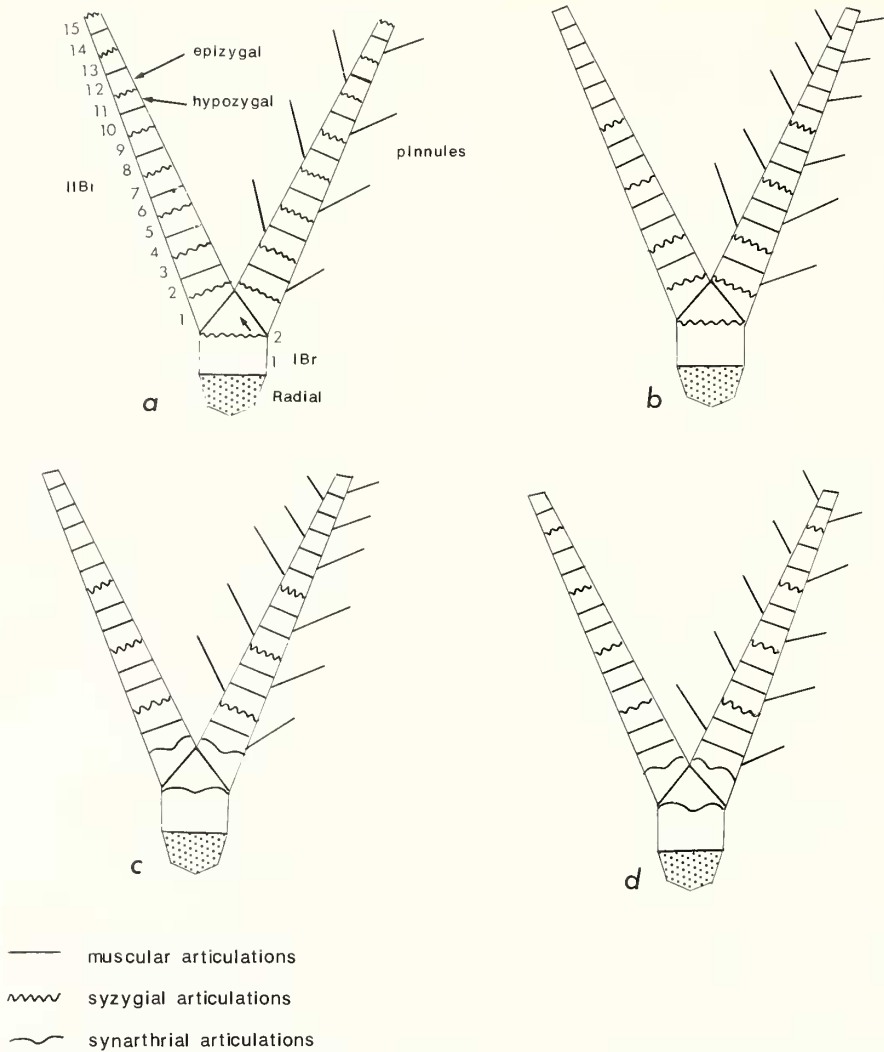 15
14
13
12
11
10
9
8
7
6
5
4
3
2
1
epizygal
hypozygal
IIBr
pinnules
2
1
IBr
Radial
a
b
c
d
muscular articulations
syzygial articulations
synarthrial articulations